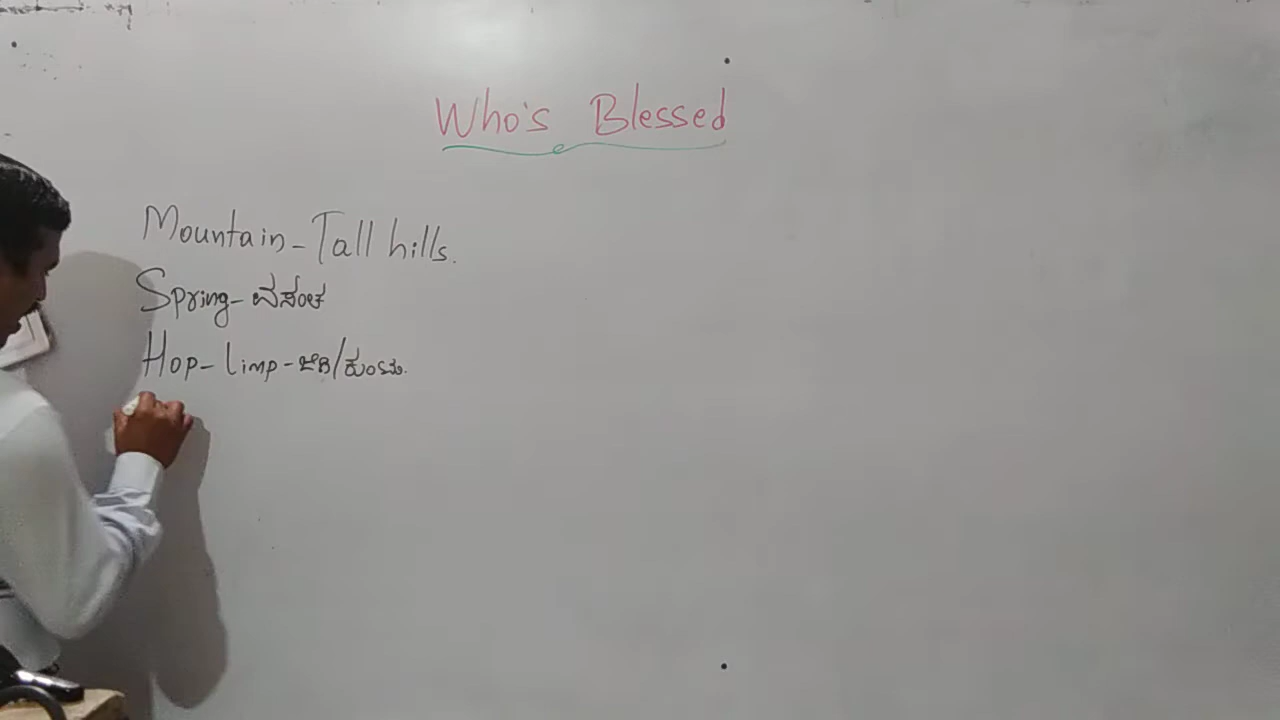 Who's Blessed
Mountain - Tall hills.
Spring - ವಸಂತ
Hop - Limp - /ಕುಂಟು.